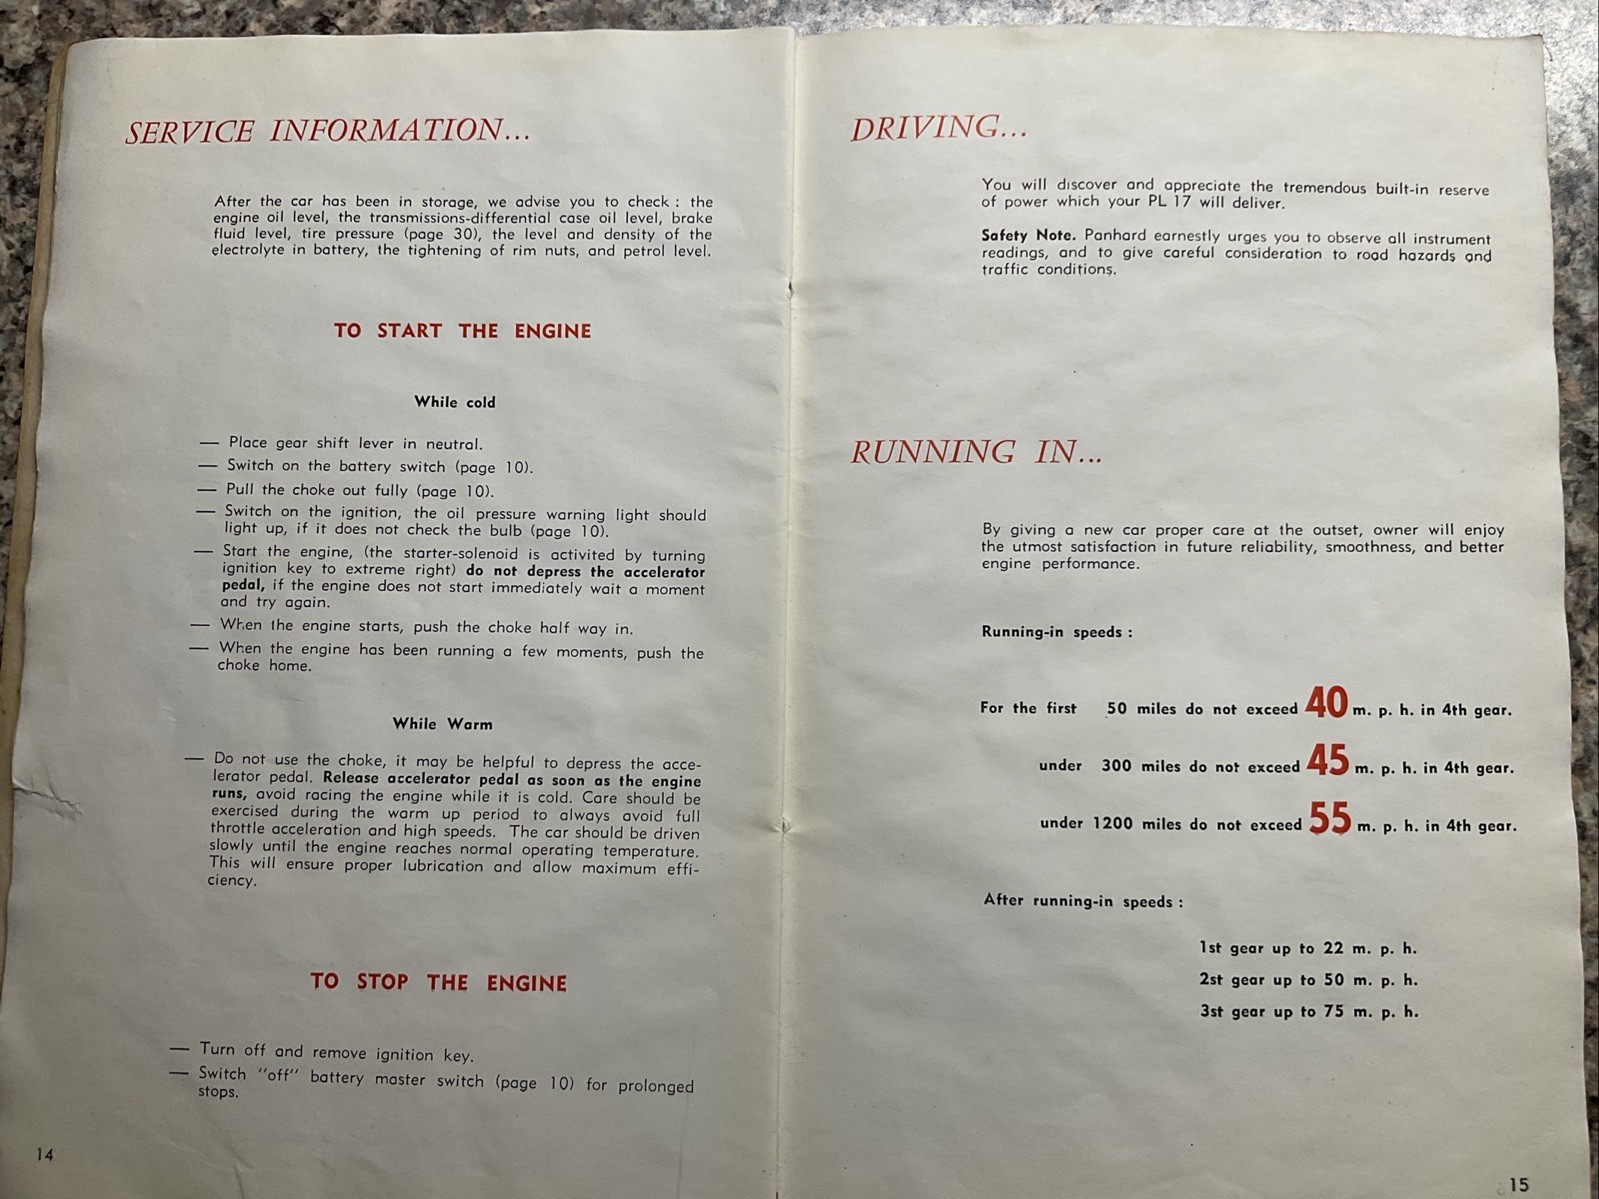 SERVICE INFORMATION...
After the car has been in storage, we advise you to check : the
engine oil level, the transmissions-differential case oil level, brake
fluid level, tire pressure (page 30), the level and density of the
electrolyte in battery, the tightening of rim nuts, and petrol level.
TO START THE ENGINE
While cold
— Place gear shift lever in neutral.
— Switch on the battery switch (page 10).
— Pull the choke out fully (page 10).
— Switch on the ignition, the oil pressure warning light should
light up, if it does not check the bulb (page 10).
— Start the engine, (the starter-solenoid is activited by turning
ignition key to extreme right) do not depress the accelerator
pedal, if the engine does not start immediately wait a moment
and try again.
— When the engine starts, push the choke half way in.
— When the engine has been running a few moments, push the
choke home.
While Warm
— Do not use the choke, it may be helpful to depress the acce-
lerator pedal. Release accelerator pedal as soon as the engine
runs, avoid racing the engine while it is cold. Care should be
exercised during the warm up period to always avoid full
throttle acceleration and high speeds. The car should be driven
slowly until the engine reaches normal operating temperature.
This will ensure proper lubrication and allow maximum effi-
ciency.
TO STOP THE ENGINE
— Turn off and remove ignition key.
— Switch "off" battery master switch (page 10) for prolonged
stops.
14
DRIVING...
You will discover and appreciate the tremendous built-in reserve
of power which your PL 17 will deliver.
Safety Note. Panhard earnestly urges you to observe all instrument
readings, and to give careful consideration to road hazards and
traffic conditions.
RUNNING IN...
By giving a new car proper care at the outset, owner will enjoy
the utmost satisfaction in future reliability, smoothness, and better
engine performance.
Running-in speeds :
For the first 50 miles do not exceed 40 m. p. h. in 4th gear.
under 300 miles do not exceed 45 m. p. h. in 4th gear.
under 1200 miles do not exceed 55 m. p. h. in 4th gear.
After running-in speeds :
1st gear up to 22 m. p. h.
2st gear up to 50 m. p. h.
3st gear up to 75 m. p. h.
15